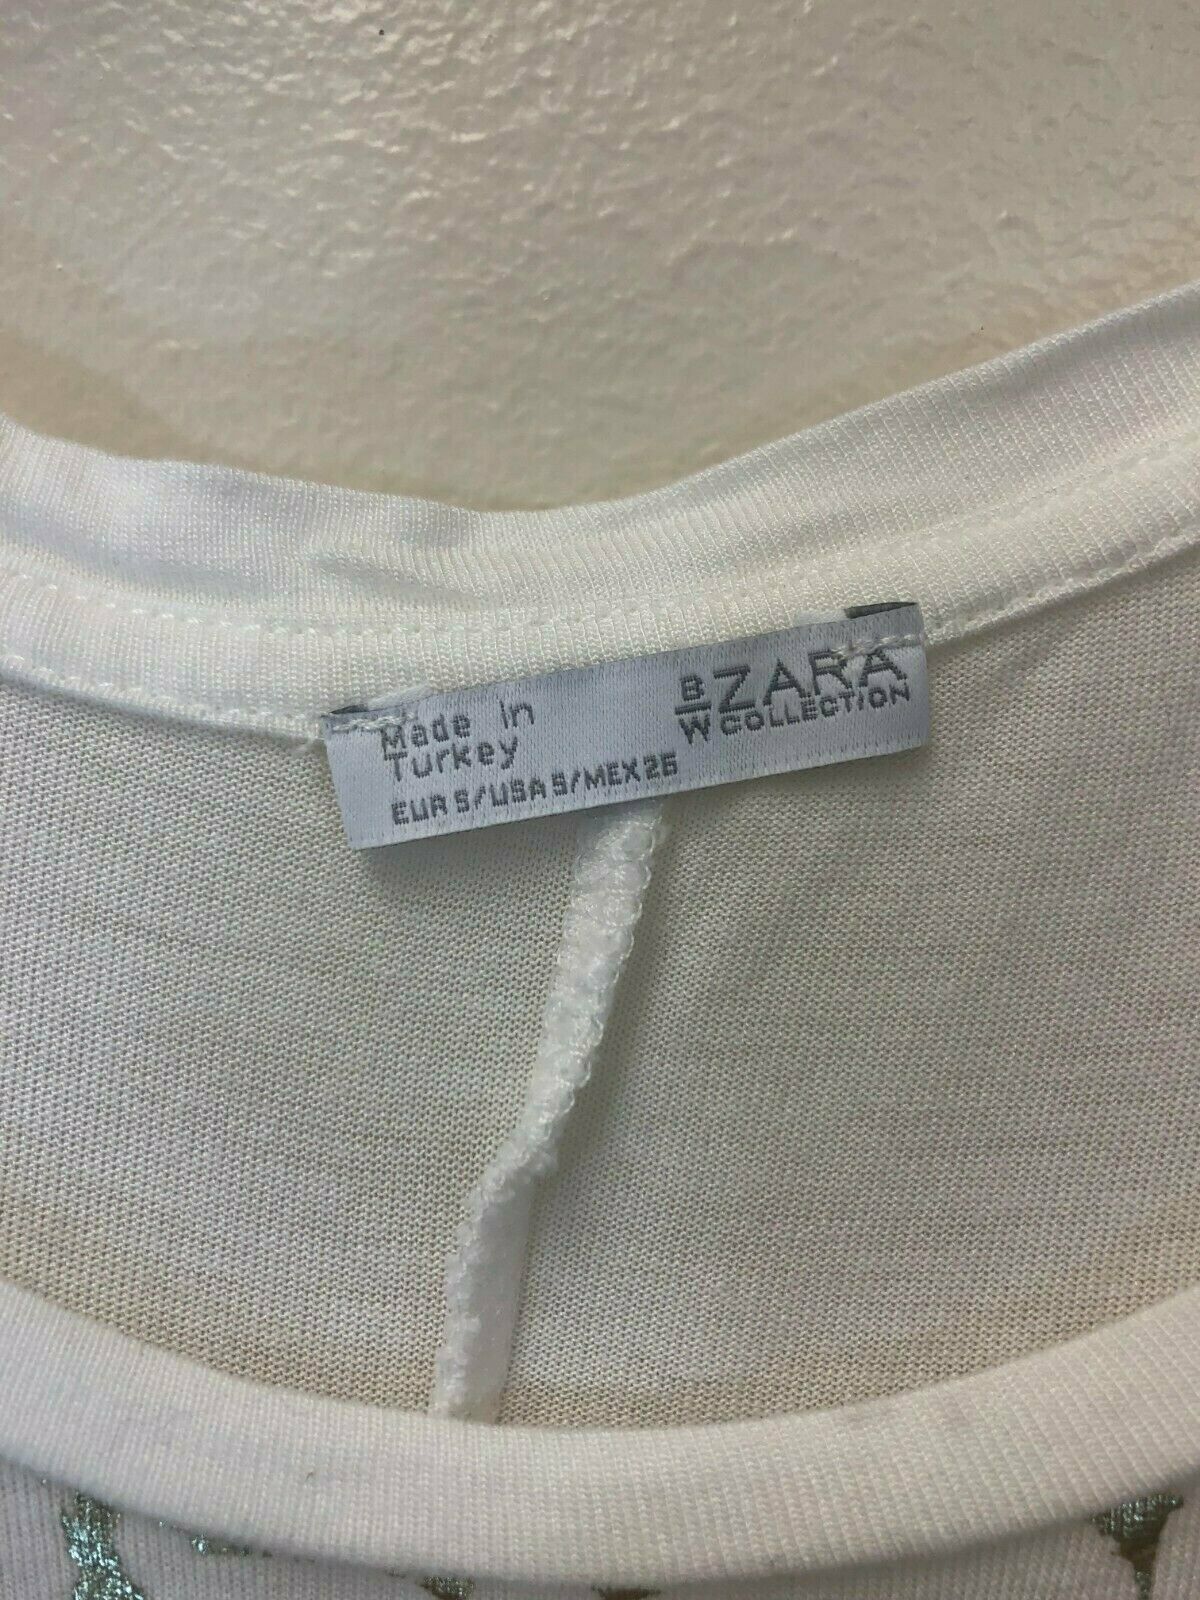 Made in
Turkey
EUR S/USA S/MEX 26
B/W ZARA
COLLECTION